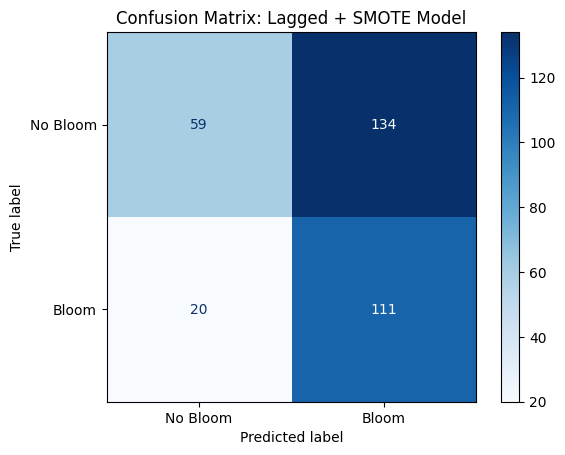 Confusion Matrix: Lagged + SMOTE Model
No Bloom
59
134
Bloom
20
111
No Bloom
Bloom
Predicted label
True label
120
100
80
60
40
20